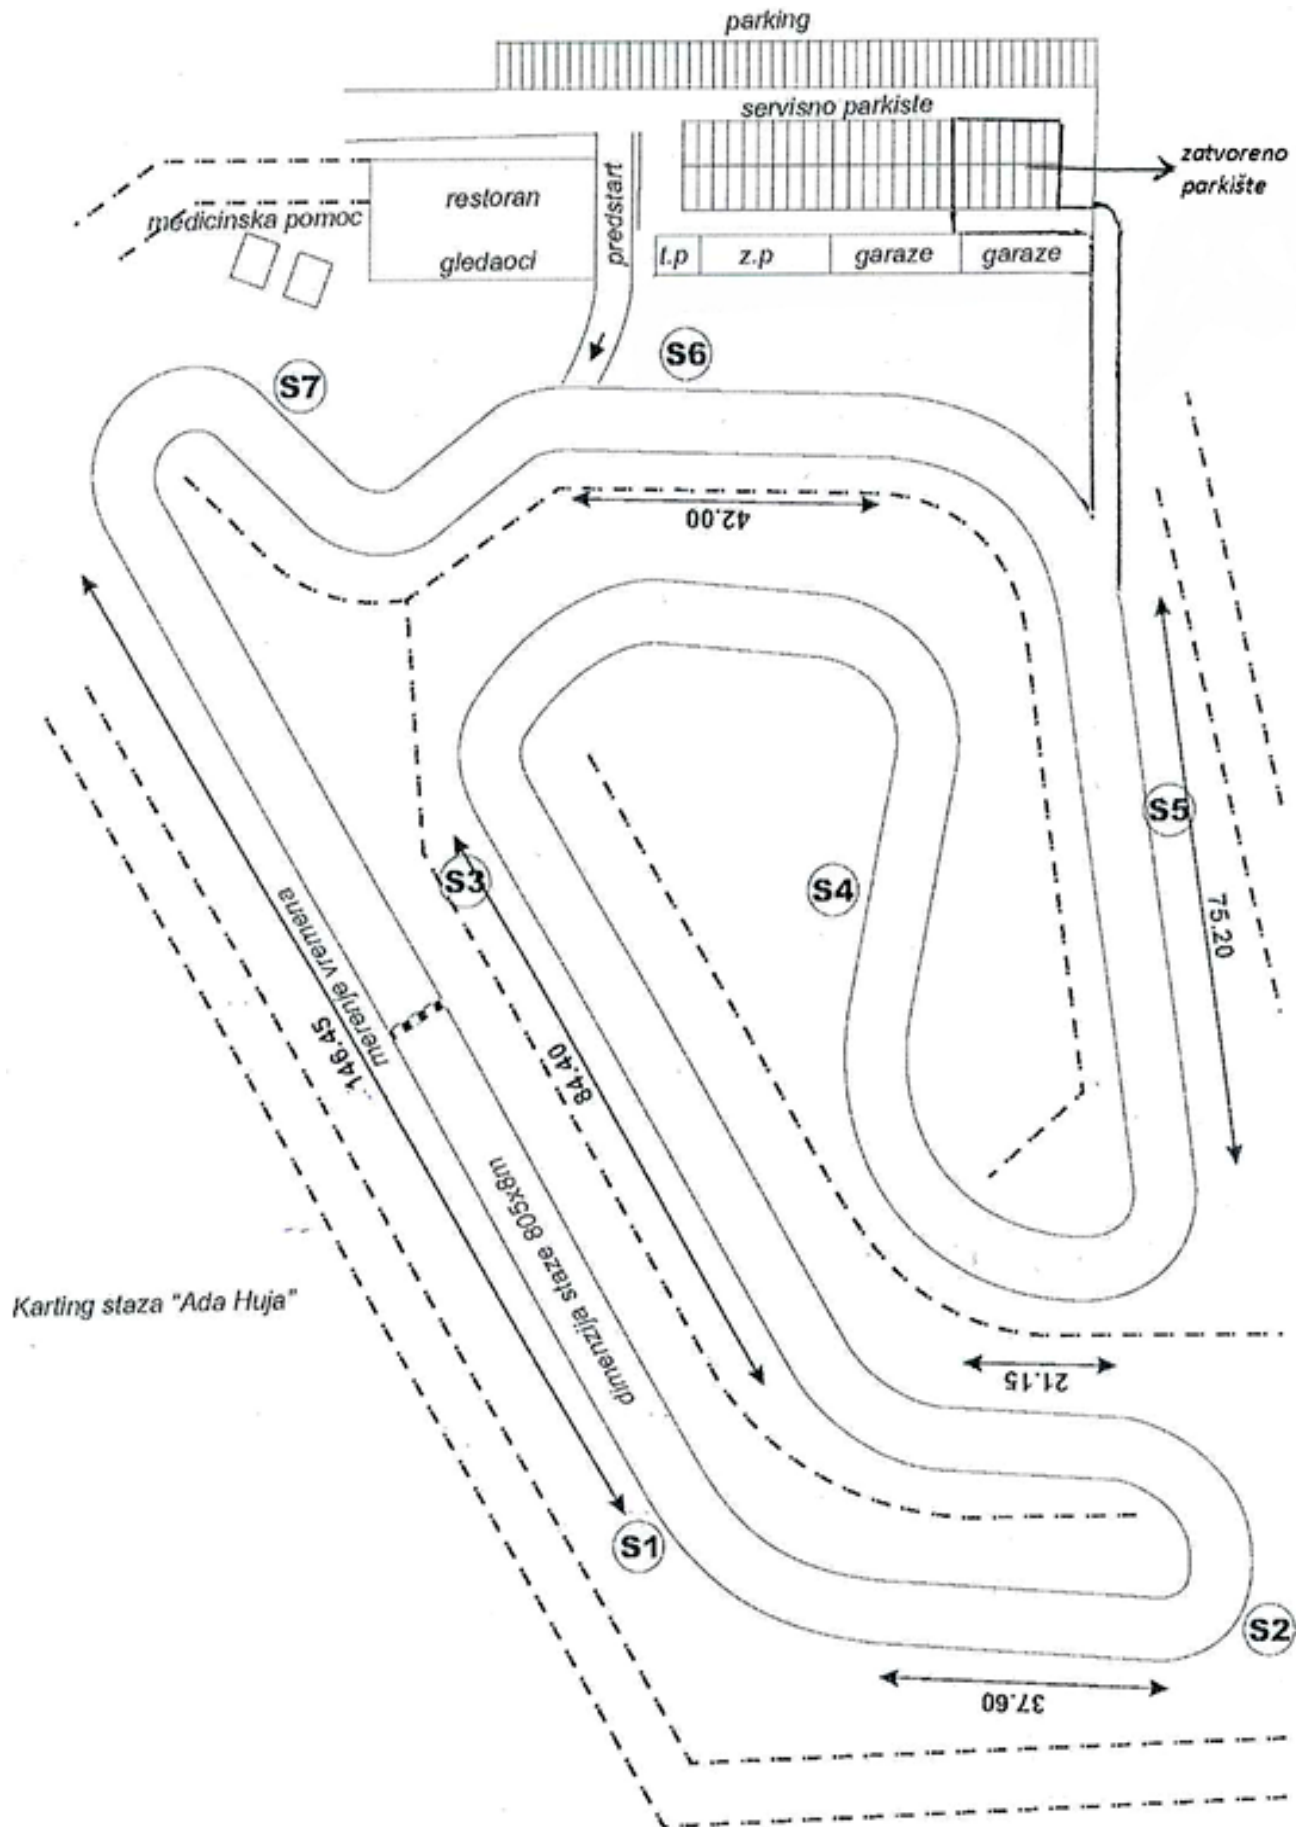 parking
servisno parkiste
zatvoreno
parkište
restoran
predstart
medicinska pomoc
gledaoci
t.p
z.p
garaze
garaze
S6
S7
42.00
S5
S3
S4
75.20
merenje vremena
146.45
84.40
dimenzija staze 805x8m
Karting staza "Ada Huja"
21.15
S1
S2
37.60